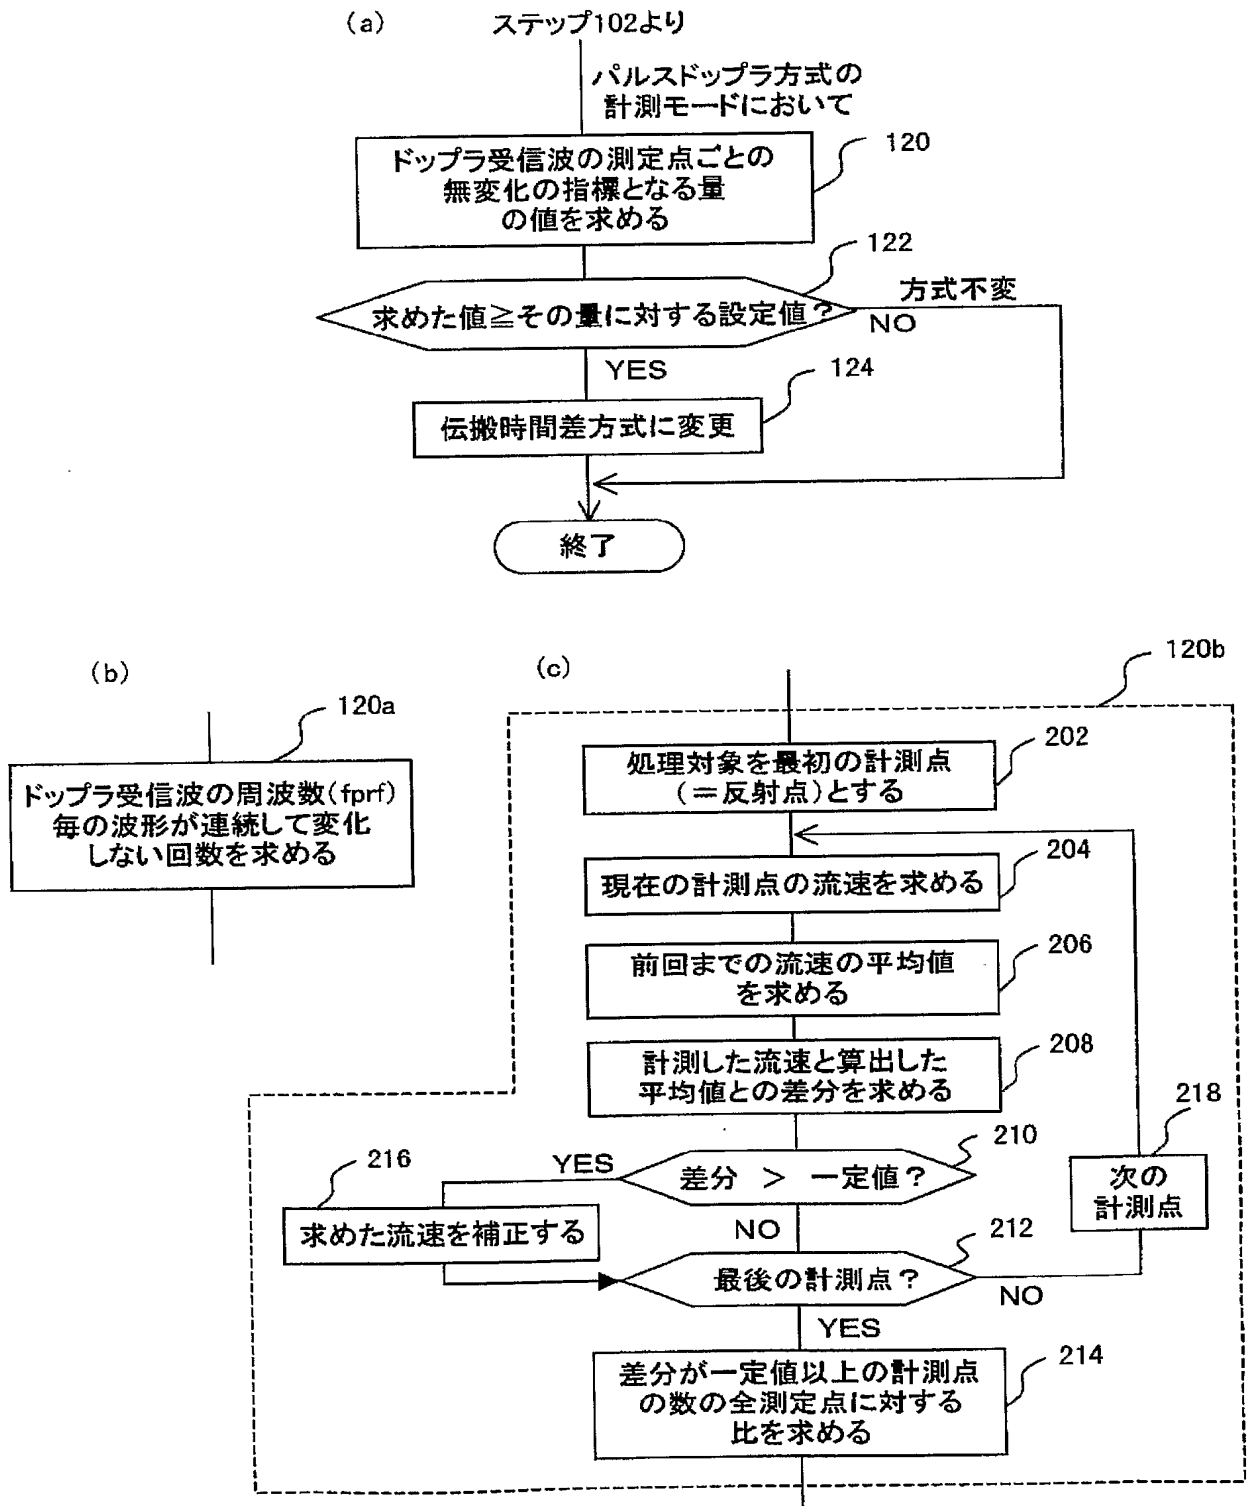 (a)
ステップ102より
パルスドップラ方式の
計測モードにおいて
120
ドップラ受信波の測定点ごとの
無変化の指標となる量
の値を求める
122
方式不変
求めた値≧その量に対する設定値?
NO
YES
124
伝搬時間差方式に変更
終了
(b)
120a
ドップラ受信波の周波数(fprf)
毎の波形が連続して変化
しない回数を求める
(c)
120b
202
処理対象を最初の計測点
(=反射点)とする
204
現在の計測点の流速を求める
206
前回までの流速の平均値
を求める
208
計測した流速と算出した
平均値との差分を求める
218
次の
計測点
210
差分 > 一定値?
YES
NO
216
求めた流速を補正する
212
最後の計測点?
NO
YES
214
差分が一定値以上の計測点
の数の全測定点に対する
比を求める